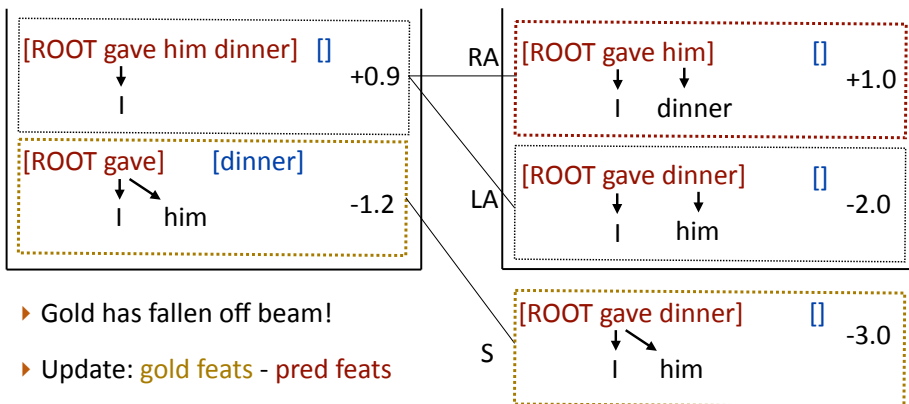 [ROOT gave him dinner] []
+0.9
I
[ROOT gave] [dinner]
-1.2
I him
RA
LA
S
[ROOT gave him] []
+1.0
I dinner
[ROOT gave dinner] []
-2.0
I him
[ROOT gave dinner] []
-3.0
I him
Gold has fallen off beam!
Update: gold feats - pred feats